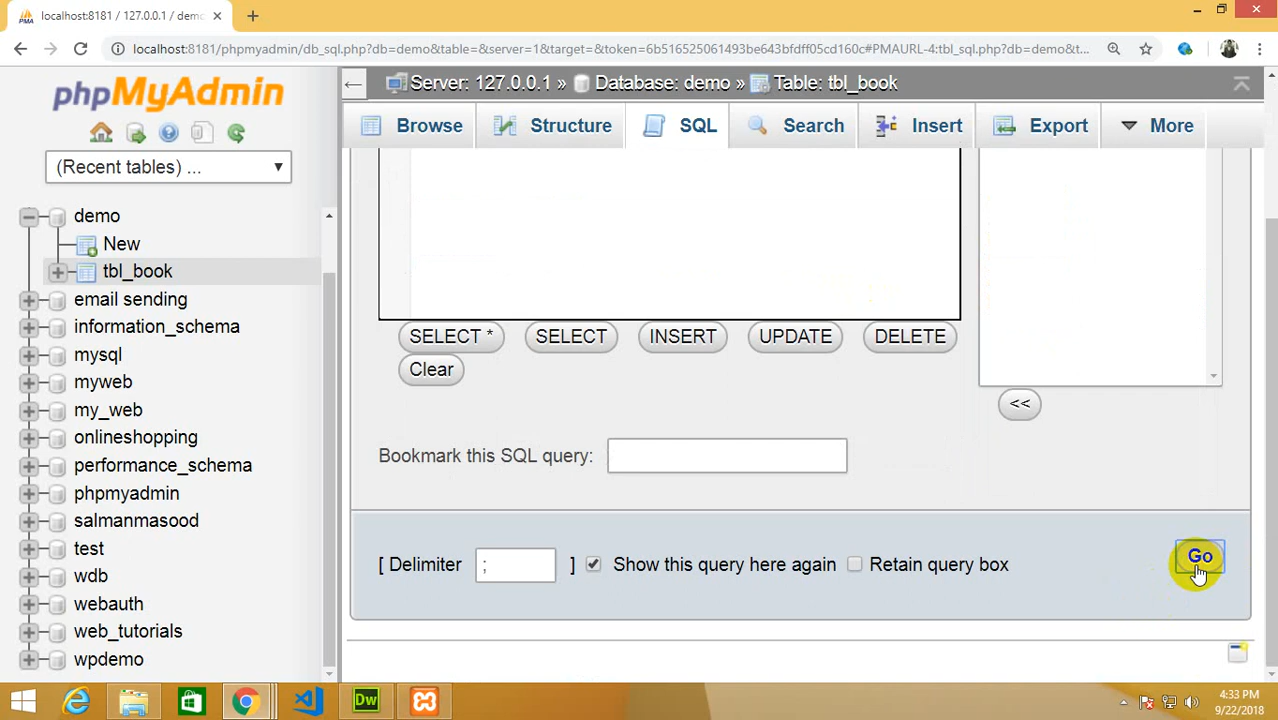 localhost:8181 / 127.0.0.1 / demo
localhost:8181/phpmyadmin/db_sql.php?db=demo&table=&server=1&target=&token=6b516525061493be643bfdff05cd160c#PMAURL-4:tbl_sql.php?db=demo&t...
phpMyAdmin
(Recent tables) ...
demo
New
tbl_book
email sending
information_schema
mysql
myweb
my_web
onlineshopping
performance_schema
phpmyadmin
salmanmasood
test
wdb
webauth
web_tutorials
wpdemo
Server: 127.0.0.1 » Database: demo » Table: tbl_book
Browse Structure SQL Search Insert Export More
SELECT * SELECT INSERT UPDATE DELETE
Clear
<<
Bookmark this SQL query:
[ Delimiter ; ] Show this query here again Retain query box Go
Dw
4:33 PM
9/22/2018